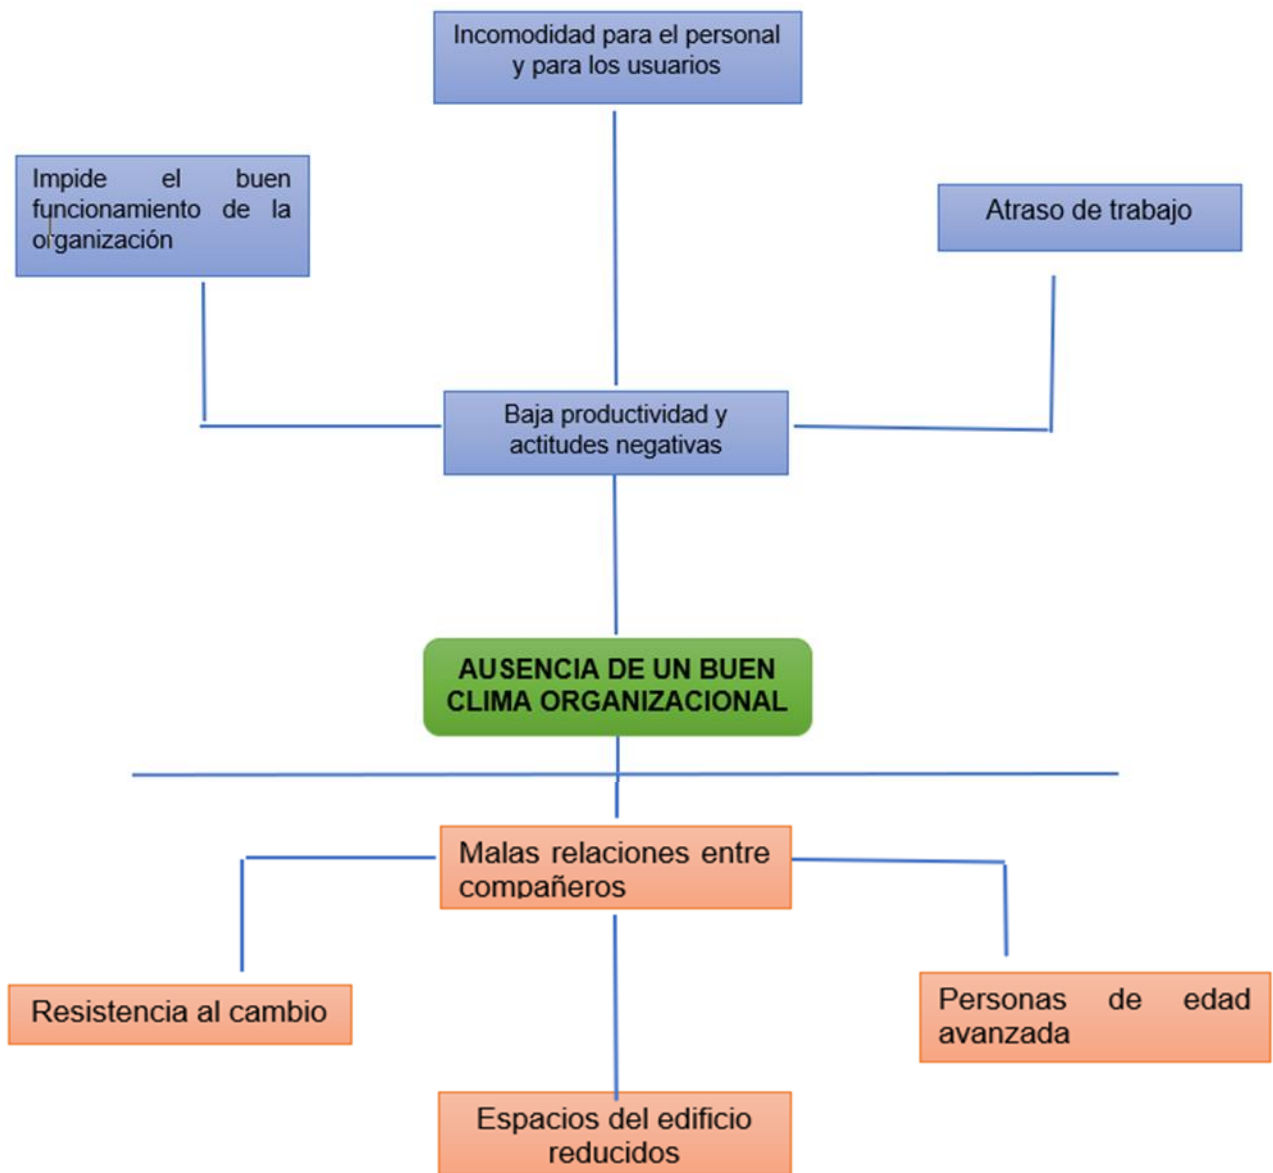 Incomodidad para el personal
y para los usuarios
Impide el buen
funcionamiento de la
organización
Atraso de trabajo
Baja productividad y
actitudes negativas
AUSENCIA DE UN BUEN
CLIMA ORGANIZACIONAL
Malas relaciones entre
compañeros
Resistencia al cambio
Personas de edad
avanzada
Espacios del edificio
reducidos